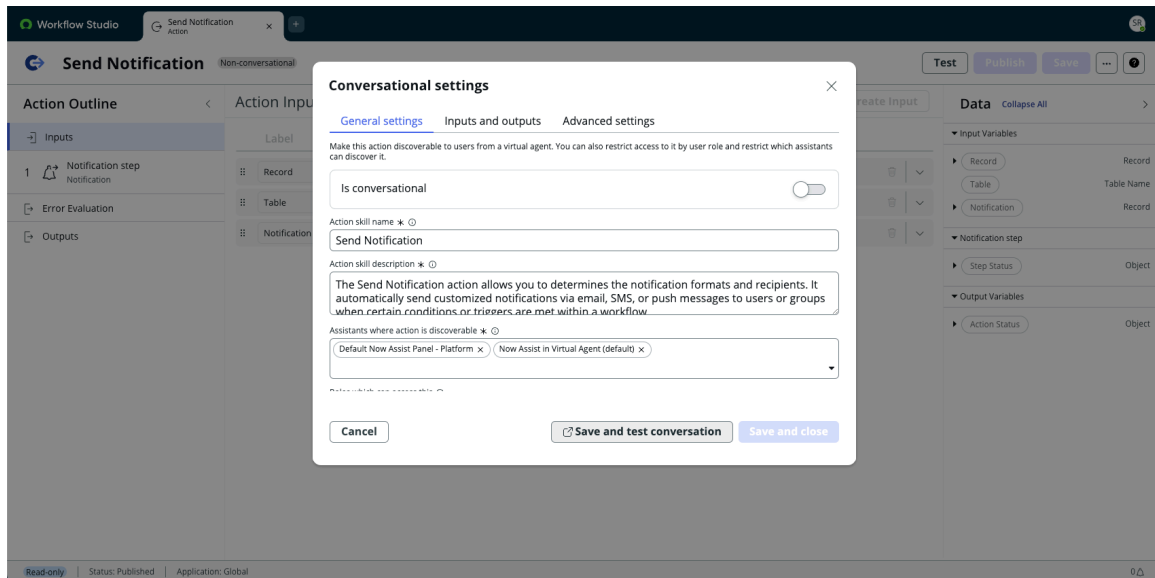 Workflow Studio
Send Notification
Action
SR
Send Notification
Non-conversational
Test
Publish
Save
Action Outline
Inputs
1
Notification step
Notification
Error Evaluation
Outputs
Action Inpu
reate Input
Label
Record
Table
Notification
Conversational settings
General settings
Inputs and outputs
Advanced settings
Make this action discoverable to users from a virtual agent. You can also restrict access to it by user role and restrict which assistants
can discover it.
Is conversational
Action skill name *
Send Notification
Action skill description *
The Send Notification action allows you to determines the notification formats and recipients. It
automatically send customized notifications via email, SMS, or push messages to users or groups
when certain conditions or triggers are met within a workflow
Assistants where action is discoverable *
Default Now Assist Panel - Platform ×
Now Assist in Virtual Agent (default) ×
Roles which can access this
Cancel
Save and test conversation
Save and close
Data
Collapse All
Input Variables
Record
Record
Table
Table Name
Notification
Record
Notification step
Step Status
Object
Output Variables
Action Status
Object
Read-only
Status: Published
Application: Global
0